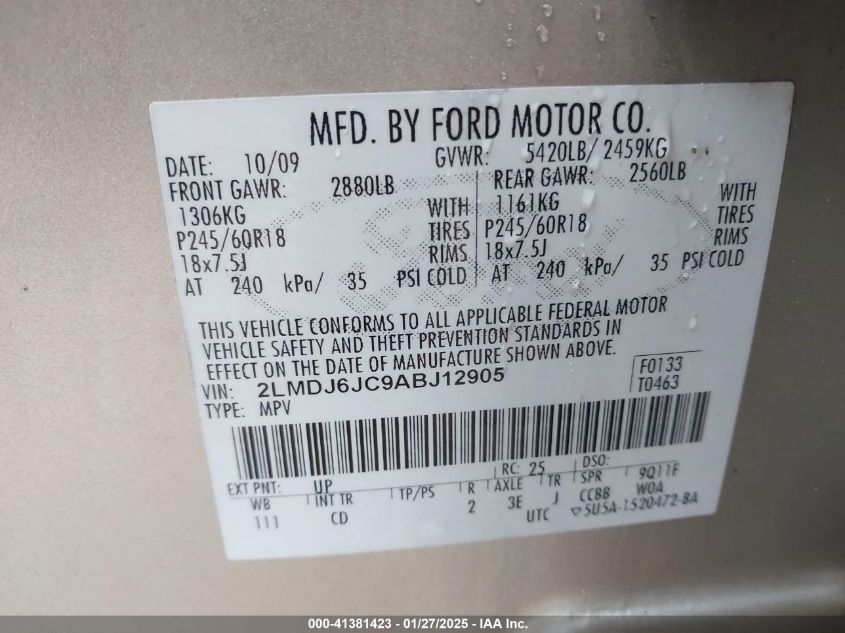 MFD. BY FORD MOTOR CO.
DATE: 10/09 GVWR: 5420LB/ 2459KG
FRONT GAWR: 2880LB REAR GAWR: 2560LB
1306KG WITH 1161KG WITH
P245/60R18 TIRES P245/60R18 TIRES
18x7.5J RIMS 18x7.5J RIMS
AT 240 kPa/ 35 PSI COLD AT 240 kPa/ 35 PSI COLD
THIS VEHICLE CONFORMS TO ALL APPLICABLE FEDERAL MOTOR
VEHICLE SAFETY AND THEFT PREVENTION STANDARDS IN
EFFECT ON THE DATE OF MANUFACTURE SHOWN ABOVE.
VIN: 2LMDJ6JC9ABJ12905 F0133
TYPE: MPV T0463
EXT PNT: UP RC: 25 DSO:
WB INT TR TP/PS R AXLE TR SPR 9Q11F
111 CD 2 3E J CCBB WOA
UTC ▽5U5A-1520472-BA
000-41381423 | 01/27/2025 - IAA Inc.